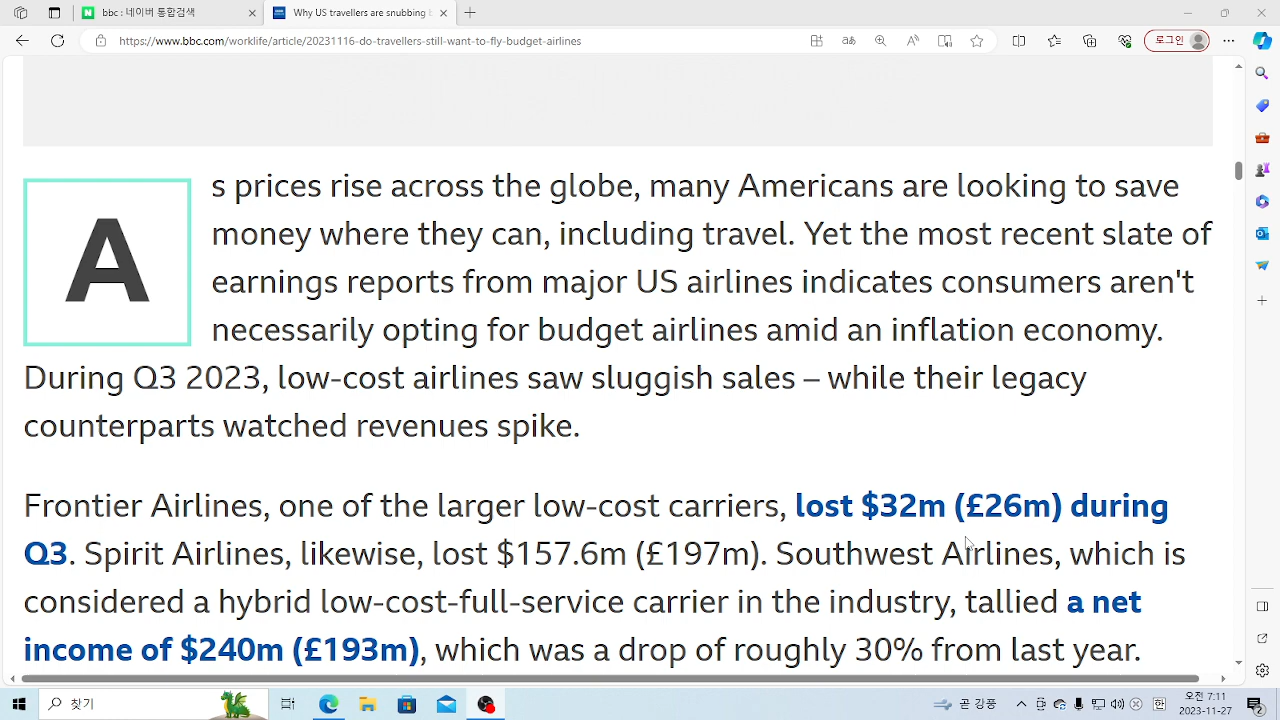 bbc : 네이버 통합검색
Why US travellers are snubbing
https://www.bbc.com/worklife/article/20231116-do-travellers-still-want-to-fly-budget-airlines
로그인
As prices rise across the globe, many Americans are looking to save
money where they can, including travel. Yet the most recent slate of
earnings reports from major US airlines indicates consumers aren't
necessarily opting for budget airlines amid an inflation economy.
During Q3 2023, low-cost airlines saw sluggish sales – while their legacy
counterparts watched revenues spike.
Frontier Airlines, one of the larger low-cost carriers, lost $32m (£26m) during
Q3. Spirit Airlines, likewise, lost $157.6m (£197m). Southwest Airlines, which is
considered a hybrid low-cost-full-service carrier in the industry, tallied a net
income of $240m (£193m), which was a drop of roughly 30% from last year.
찾기
곧 강풍
오전 7:11
2023-11-27